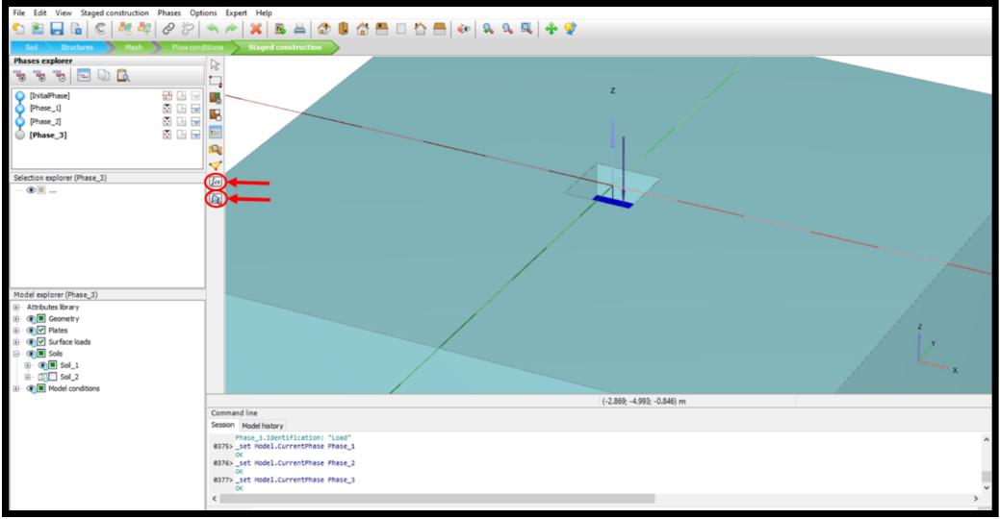 File Edit View Staged construction Phases Options Expert Help
Soil Structures Mesh Flow conditions Staged construction
Phases explorer
[InitialPhase]
[Phase_1]
[Phase_2]
[Phase_3]
Selection explorer (Phase_3)
...
Model explorer (Phase_3)
Attributes library
Geometry
Plates
Surface loads
Soils
Soil_1
Soil_2
Model conditions
Z
Z
Y
X
(-2.869; -4.993; -0.846) m
Command line
Session Model history
Phase_3.Identification: "Load"
0375> _set Model.CurrentPhase Phase_1
OK
0376> _set Model.CurrentPhase Phase_2
OK
0377> _set Model.CurrentPhase Phase_3
OK